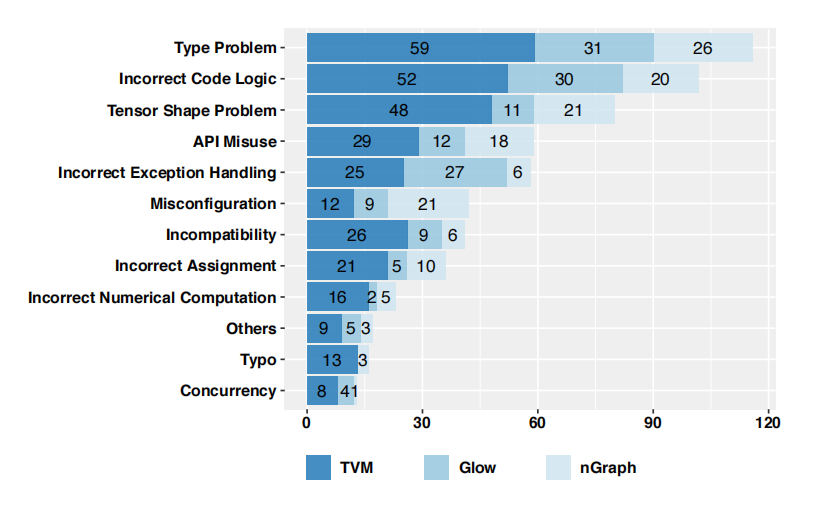 Type Problem 59 31 26
Incorrect Code Logic 52 30 20
Tensor Shape Problem 48 11 21
API Misuse 29 12 18
Incorrect Exception Handling 25 27 6
Misconfiguration 12 9 21
Incompatibility 26 9 6
Incorrect Assignment 21 5 10
Incorrect Numerical Computation 16 2 5
Others 9 5 3
Typo 13 3
Concurrency 8 4 1
0 30 60 90 120
TVM Glow nGraph